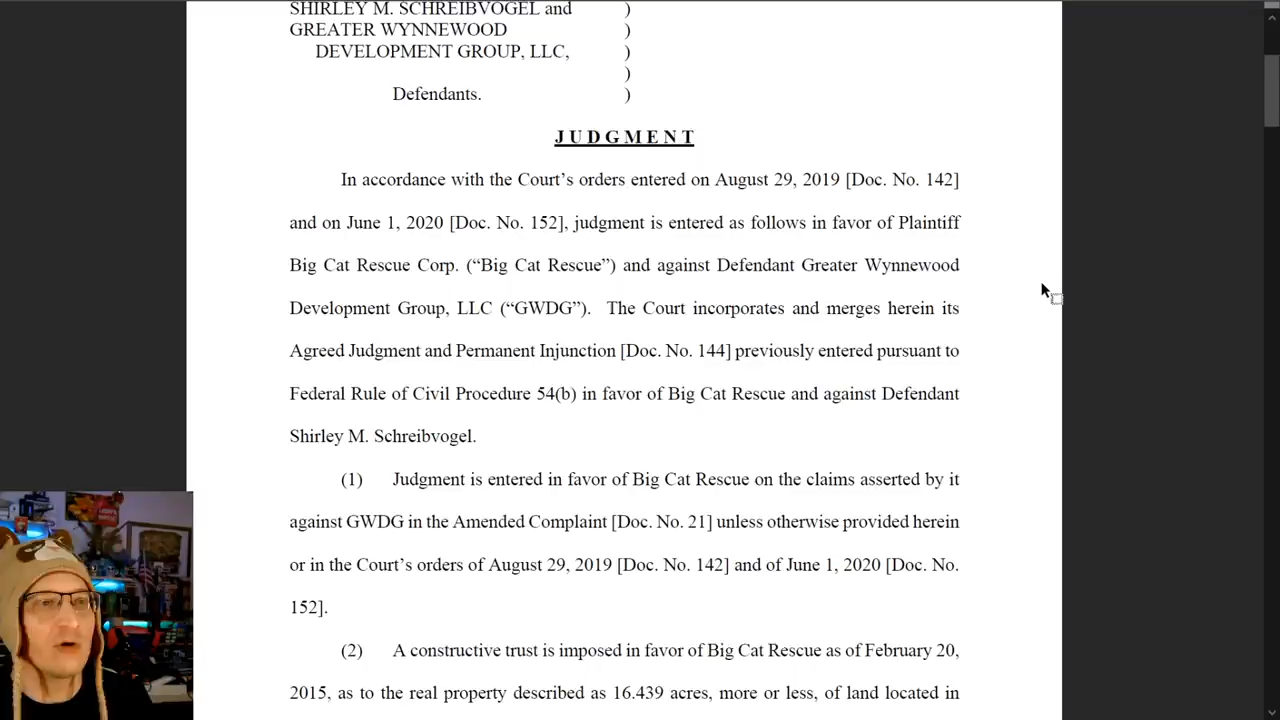 SHIRLEY M. SCHREIBVOGEL and )
GREATER WYNNEWOOD )
DEVELOPMENT GROUP, LLC, )
)
Defendants. )
JUDGMENT
In accordance with the Court’s orders entered on August 29, 2019 [Doc. No. 142]
and on June 1, 2020 [Doc. No. 152], judgment is entered as follows in favor of Plaintiff
Big Cat Rescue Corp. (“Big Cat Rescue”) and against Defendant Greater Wynnewood
Development Group, LLC (“GWDG”). The Court incorporates and merges herein its
Agreed Judgment and Permanent Injunction [Doc. No. 144] previously entered pursuant to
Federal Rule of Civil Procedure 54(b) in favor of Big Cat Rescue and against Defendant
Shirley M. Schreibvogel.
(1) Judgment is entered in favor of Big Cat Rescue on the claims asserted by it
against GWDG in the Amended Complaint [Doc. No. 21] unless otherwise provided herein
or in the Court’s orders of August 29, 2019 [Doc. No. 142] and of June 1, 2020 [Doc. No.
152].
(2) A constructive trust is imposed in favor of Big Cat Rescue as of February 20,
2015, as to the real property described as 16.439 acres, more or less, of land located in